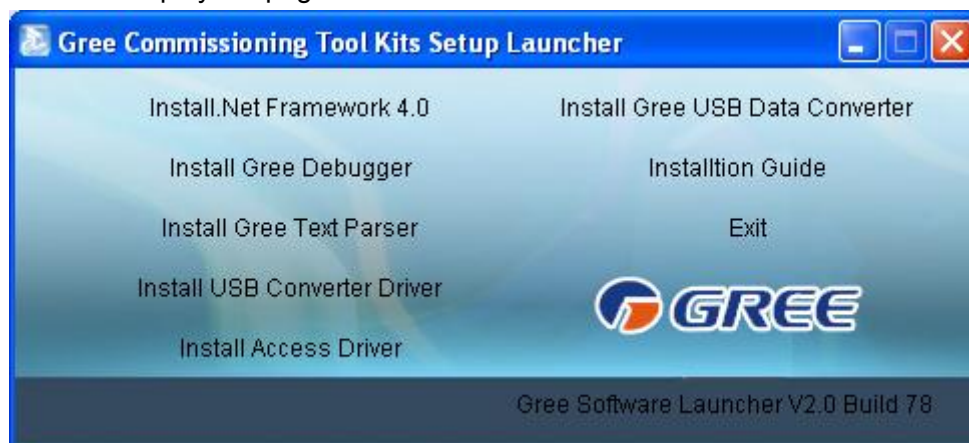 Gree Commissioning Tool Kits Setup Launcher
Install.Net Framework 4.0
Install Gree USB Data Converter
Install Gree Debugger
Installtion Guide
Install Gree Text Parser
Exit
Install USB Converter Driver
GREE
Install Access Driver
Gree Software Launcher V2.0 Build 78